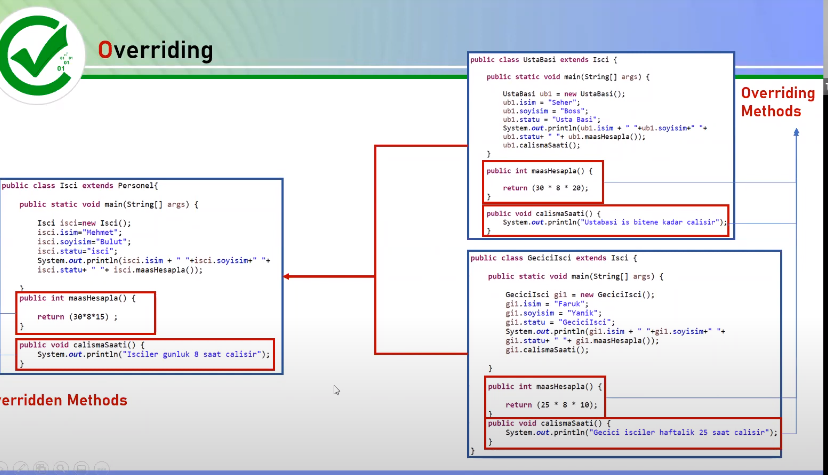 Overriding
public class Isci extends Personel{
public static void main(String[] args) {
Isci isci=new Isci();
isci.isim="Mehmet";
isci.soyisim="Bulut";
isci.statu="isci";
System.out.println(isci.isim + " "+isci.soyisim+" "+
isci.statu+ " "+ isci.maasHesapla());
}
public int maasHesapla() {
return (30*8*15) ;
}
public void calismaSaati() {
System.out.println("Isciler gunluk 8 saat calisir");
}
erridden Methods
public class UstaBasi extends Isci {
public static void main(String[] args) {
UstaBasi ub1 = new UstaBasi();
ub1.isim = "Seher";
ub1.soyisim = "Boss";
ub1.statu = "Usta Basi";
System.out.println(ub1.isim + " "+ub1.soyisim+" "+
ub1.statu+ " "+ ub1.maasHesapla());
ub1.calismaSaati();
}
public int maasHesapla() {
return (30 * 8 * 20);
}
public void calismaSaati() {
System.out.println("Ustabasi is bitene kadar calisir");
}
Overriding
Methods
public class GeciciIsci extends Isci {
public static void main(String[] args) {
GeciciIsci gi1 = new GeciciIsci();
gi1.isim = "Faruk";
gi1.soyisim = "Yanik";
gi1.statu = "GeciciIsci";
System.out.println(gi1.isim + " "+gi1.soyisim+" "+
gi1.statu+ " "+ gi1.maasHesapla());
gi1.calismaSaati();
}
public int maasHesapla() {
return (25 * 8 * 10);
}
public void calismaSaati() {
System.out.println("Gecici isciler haftalik 25 saat calisir");
}
}